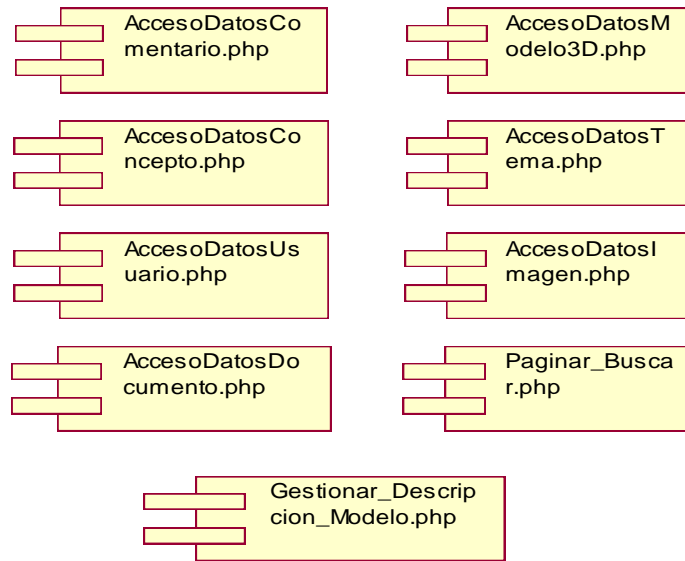 AccesoDatosCo
mentario.php
AccesoDatosM
odelo3D.php
AccesoDatosCo
ncepto.php
AccesoDatosT
ema.php
AccesoDatosUs
uario.php
AccesoDatosI
magen.php
AccesoDatosDo
cumento.php
Paginar_Busca
r.php
Gestionar_Descrip
cion_Modelo.php